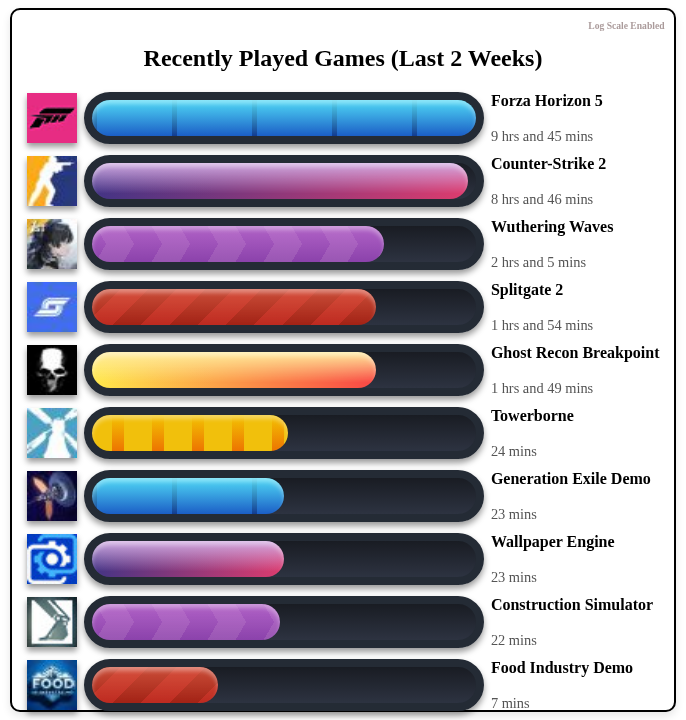 Log Scale Enabled
Recently Played Games (Last 2 Weeks)
Forza Horizon 5
9 hrs and 45 mins
Counter-Strike 2
8 hrs and 46 mins
Wuthering Waves
2 hrs and 5 mins
Splitgate 2
1 hrs and 54 mins
Ghost Recon Breakpoint
1 hrs and 49 mins
Towerborne
24 mins
Generation Exile Demo
23 mins
Wallpaper Engine
23 mins
Construction Simulator
22 mins
FOOD
Food Industry Demo
7 mins